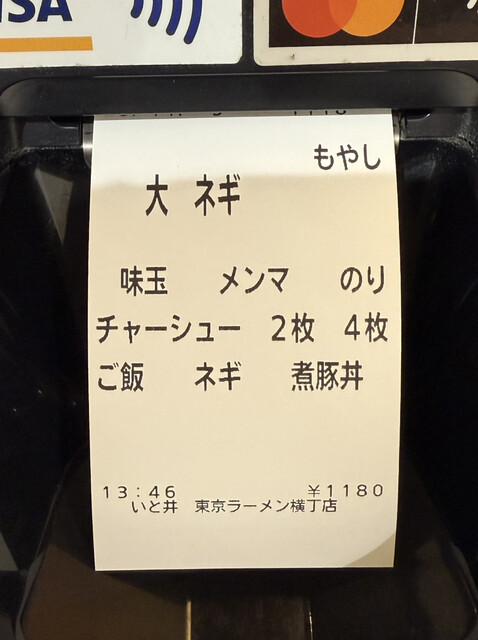 VISA
もやし
大 ネギ
味玉 メンマ のり
チャーシュー 2枚 4枚
ご飯 ネギ 煮豚丼
13:46 ￥1180
いと井 東京ラーメン横丁店